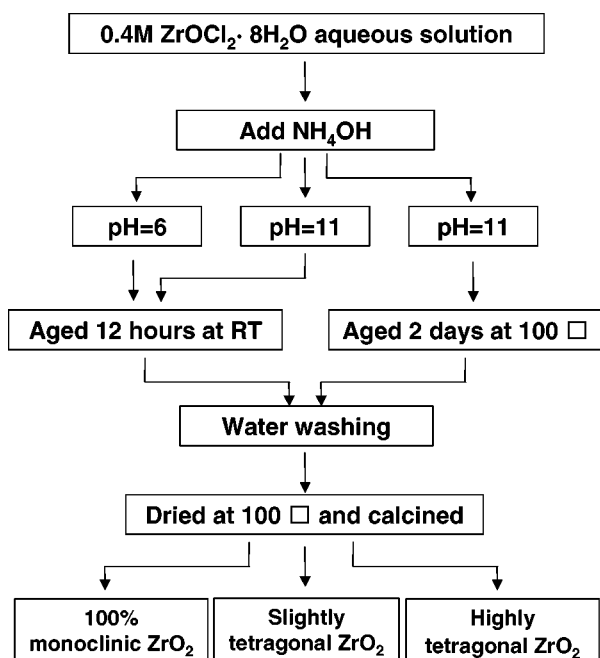 0.4M ZrOCl₂· 8H₂O aqueous solution
Add NH₄OH
pH=6
pH=11
pH=11
Aged 12 hours at RT
Aged 2 days at 100 □
Water washing
Dried at 100 □ and calcined
100%
monoclinic ZrO₂
Slightly
tetragonal ZrO₂
Highly
tetragonal ZrO₂